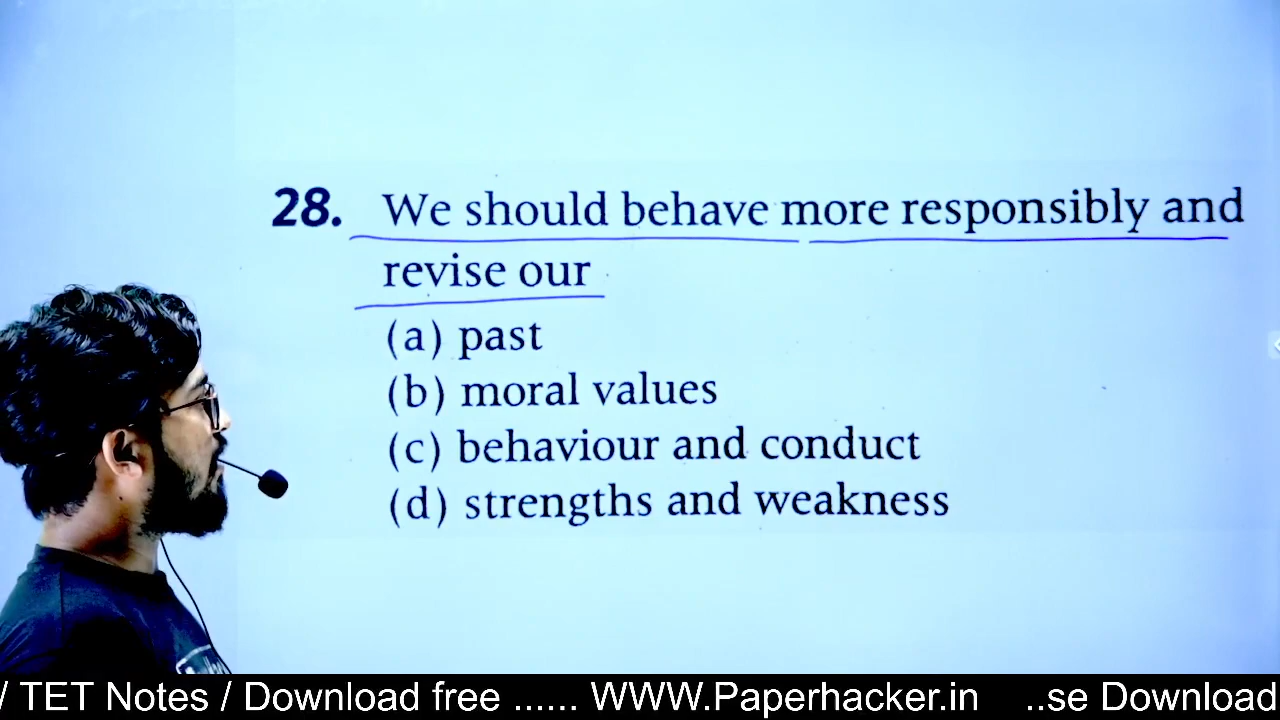 28. We should behave more responsibly and
revise our
(a) past
(b) moral values
(c) behaviour and conduct
(d) strengths and weakness
/ TET Notes / Download free ...... WWW.Paperhacker.in ..se Download